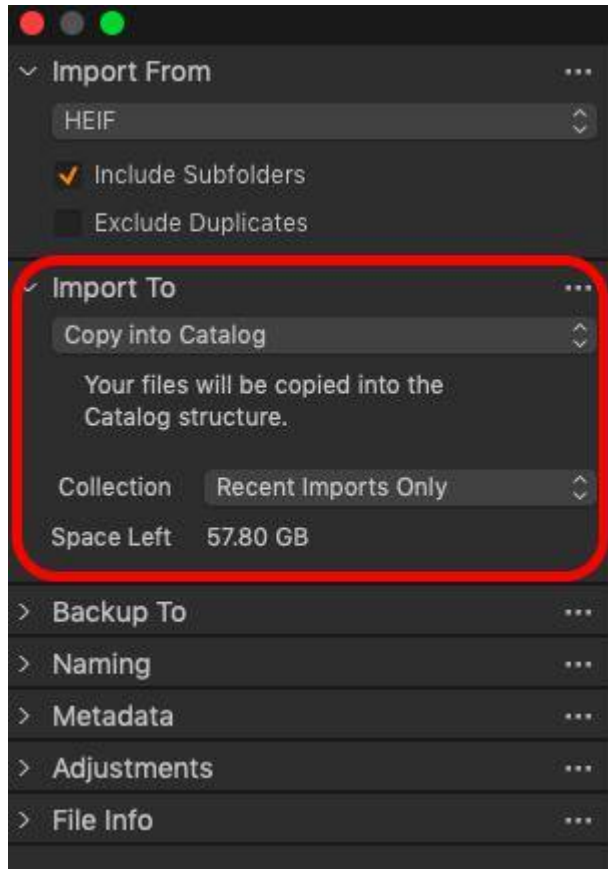 Import From
HEIF
Include Subfolders
Exclude Duplicates
Import To
Copy into Catalog
Your files will be copied into the
Catalog structure.
Collection Recent Imports Only
Space Left 57.80 GB
Backup To
Naming
Metadata
Adjustments
File Info